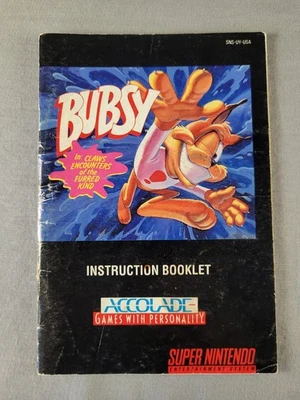 SNS-UY-USA
BUBSY
in: CLAWS
ENCOUNTERS
of the
FURRED
KIND
INSTRUCTION BOOKLET
ACCOLADE
GAMES WITH PERSONALITY
SUPER NINTENDO
ENTERTAINMENT SYSTEM